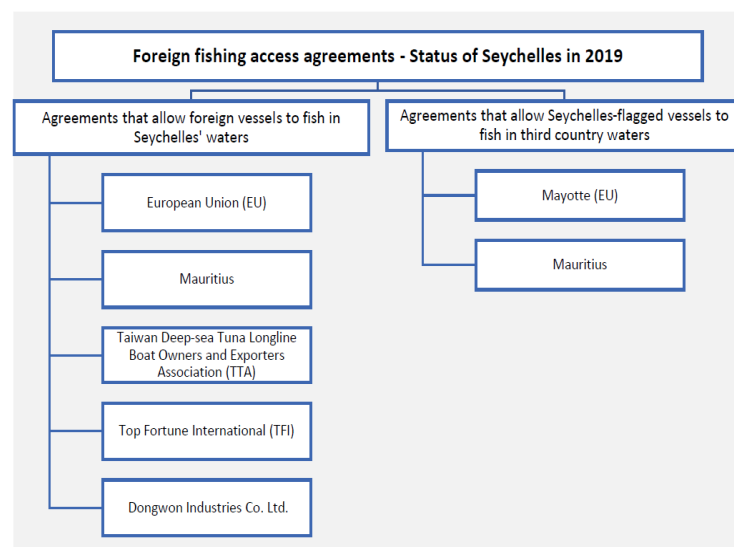 Foreign fishing access agreements - Status of Seychelles in 2019
Agreements that allow foreign vessels to fish in
Seychelles' waters
European Union (EU)
Mauritius
Taiwan Deep-sea Tuna Longline
Boat Owners and Exporters
Association (TTA)
Top Fortune International (TFI)
Dongwon Industries Co. Ltd.
Agreements that allow Seychelles-flagged vessels to
fish in third country waters
Mayotte (EU)
Mauritius